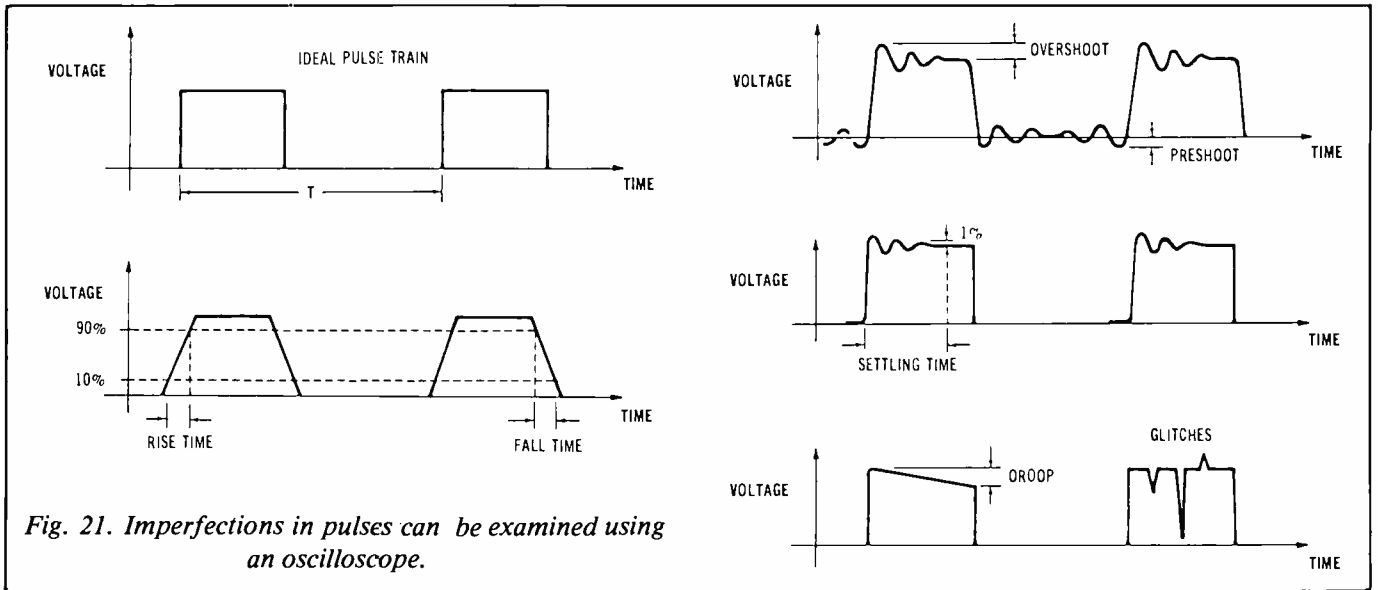 IDEAL PULSE TRAIN
VOLTAGE
T
TIME
VOLTAGE
90%
10%
TIME
RISE TIME
FALL TIME
Fig. 21. Imperfections in pulses can be examined using
an oscilloscope.
OVERSHOOT
VOLTAGE
PRESHOOT
TIME
1%
VOLTAGE
TIME
SETTLING TIME
GLITCHES
OROOP
VOLTAGE
TIME